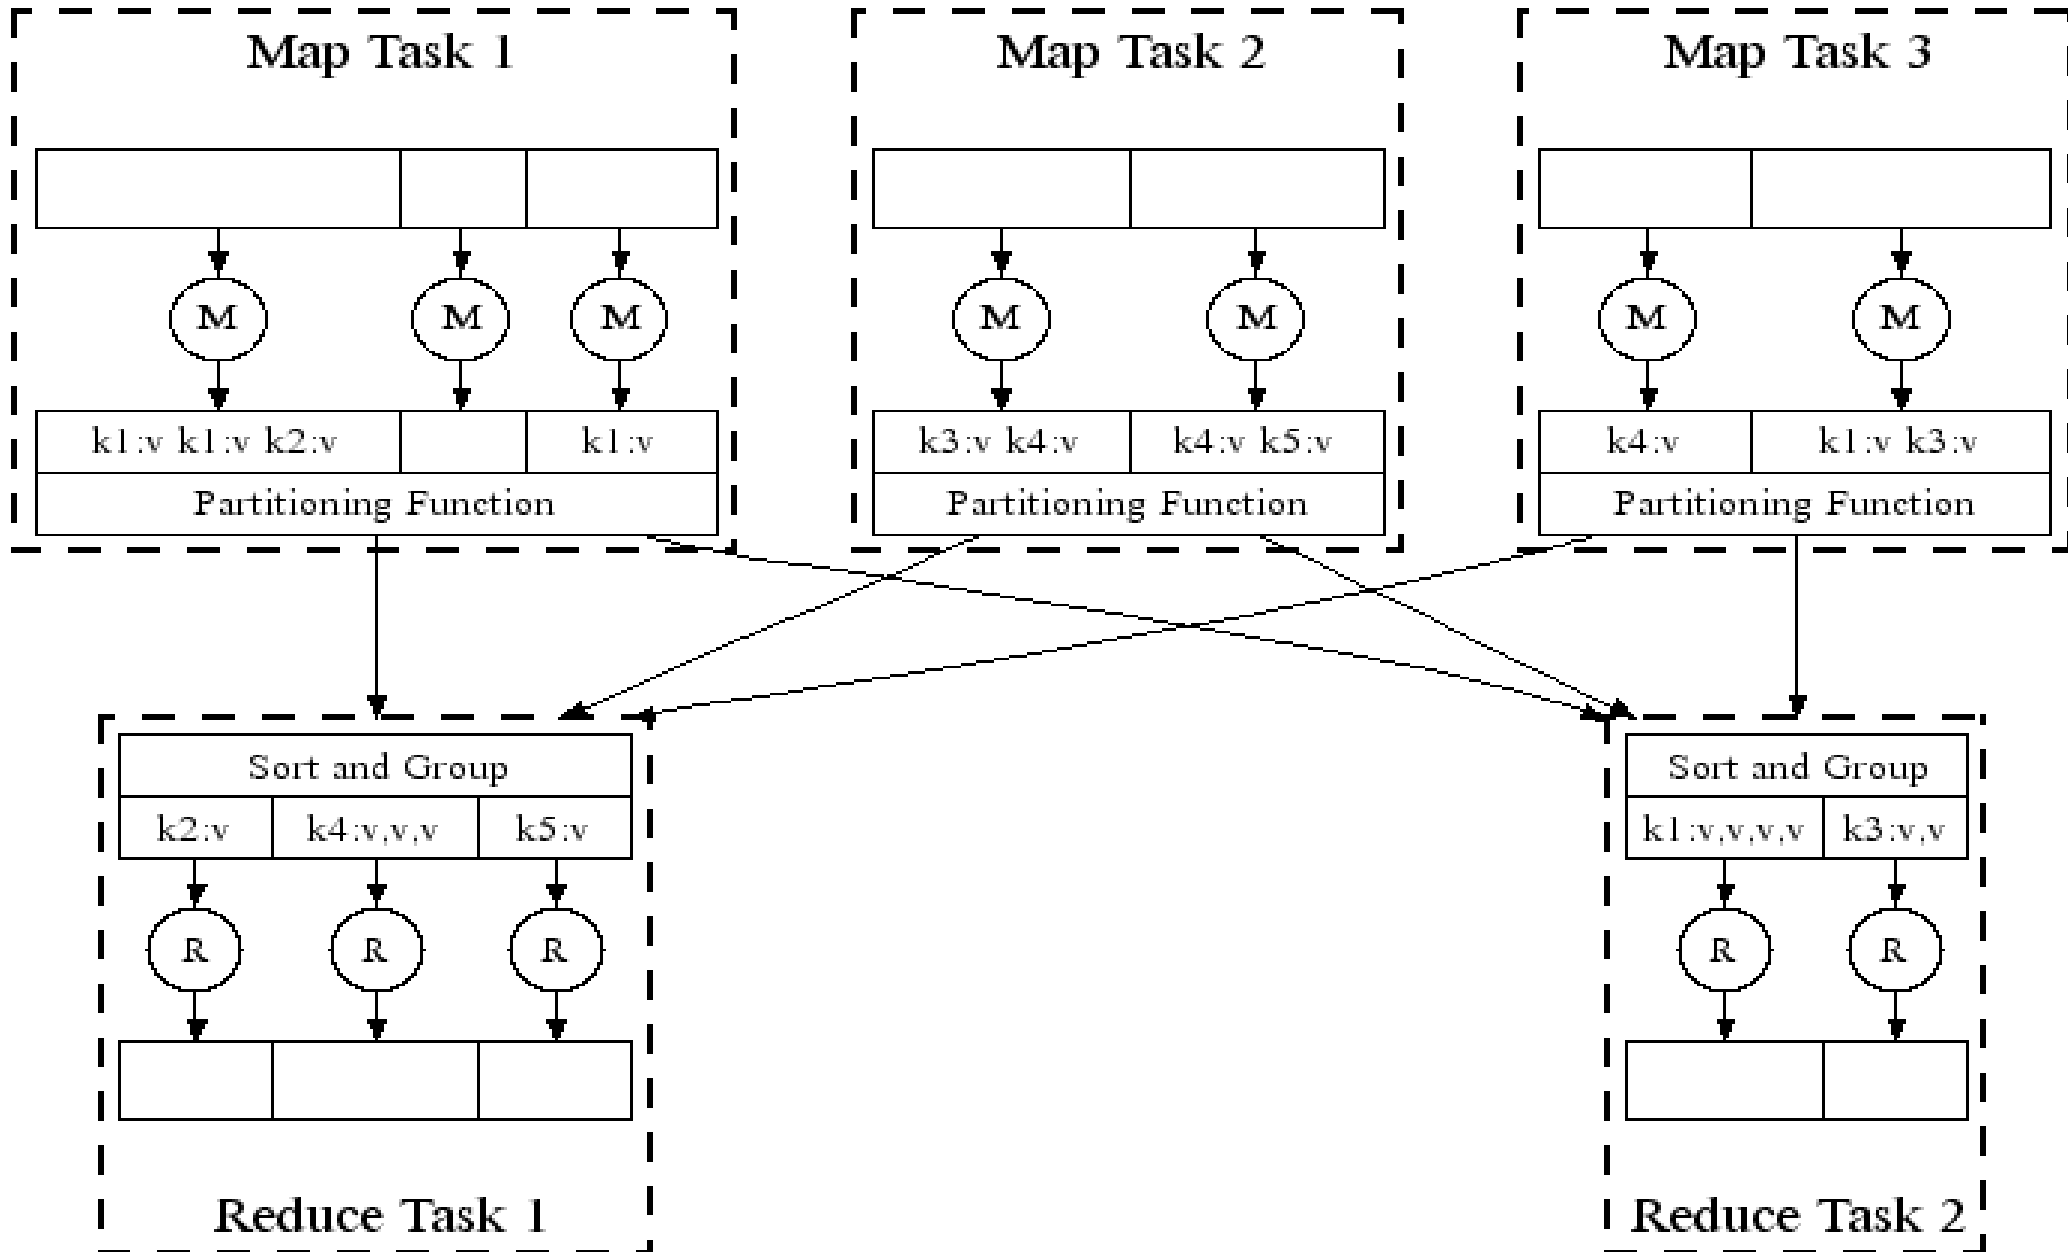 Map Task 1
Map Task 2
Map Task 3
M
M
M
M
M
M
M
k1:v k1:v k2:v
k1:v
k3:v k4:v
k4:v k5:v
k4:v
k1:v k3:v
Partitioning Function
Partitioning Function
Partitioning Function
Sort and Group
Sort and Group
k2:v
k4:v,v,v
k5:v
k1:v,v,v,v
k3:v,v
R
R
R
R
R
Reduce Task 1
Reduce Task 2